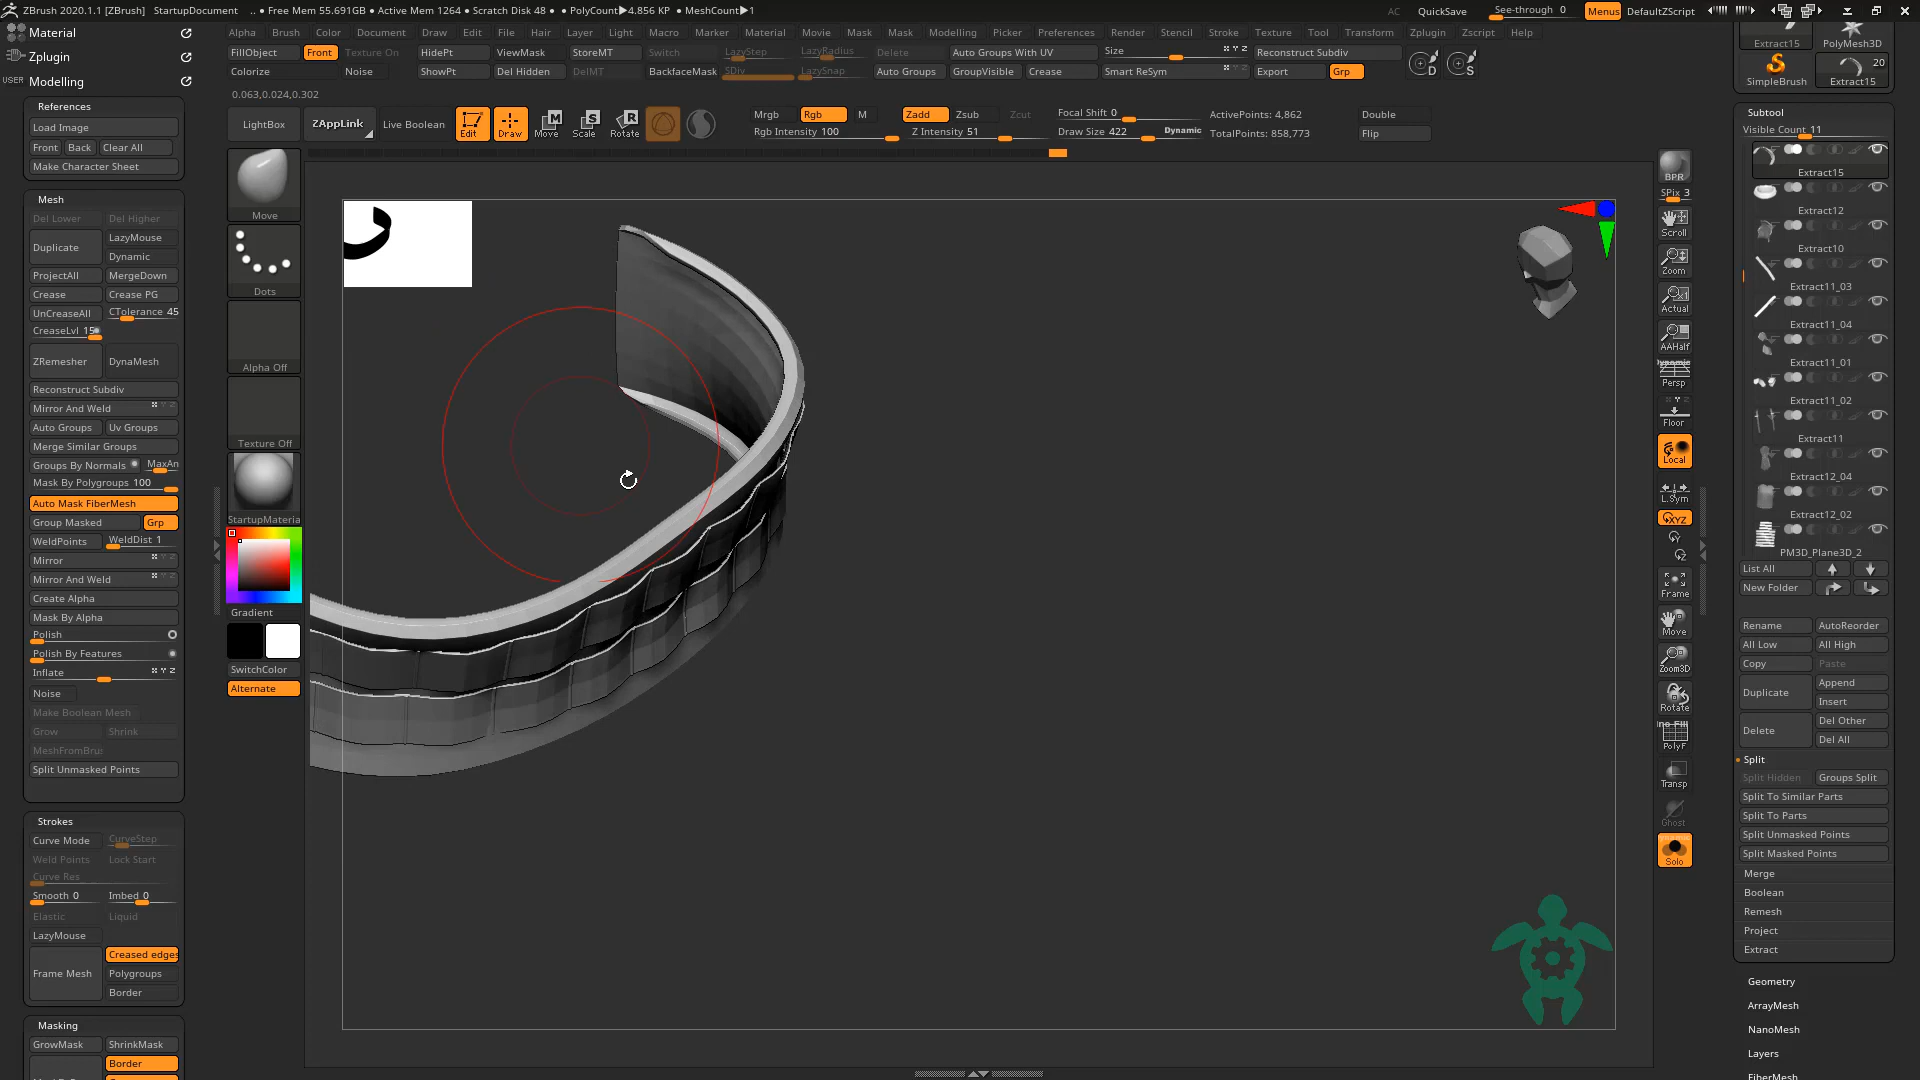 ZBrush 2020.1.1 [ZBrush] StartupDocument .. • Free Mem 55.691GB • Active Mem 1264 • Scratch Disk 48 • • PolyCount▶4.856 KP • MeshCount▶1
AC QuickSave See-through 0 Menus DefaultZScript
Material
Zplugin
USER Modelling
Alpha Brush Color Document Draw Edit File Hair Layer Light Macro Marker Material Movie Mask Mask Modelling Picker Preferences Render Stencil Stroke Texture Tool Transform Zplugin Zscript Help
FillObject Front Texture On HidePt ViewMask StoreMT Switch LazyStep LazyRadius Delete Auto Groups With UV Size Reconstruct Subdiv
Colorize Noise ShowPt Del Hidden DelMT BackfaceMask SDiv LazySnap Auto Groups GroupVisible Crease Smart ReSym Export Grp
0.063,0.024,0.302
LightBox ZAppLink Live Boolean Edit Draw Move Scale Rotate
Mrgb Rgb M Zadd Zsub Zcut Focal Shift 0 ActivePoints: 4,862 Double
Rgb Intensity 100 Z Intensity 51 Draw Size 422 Dynamic TotalPoints: 858,773 Flip
References
Load Image
Front Back Clear All
Make Character Sheet
Mesh
Del Lower Del Higher
Duplicate LazyMouse
Dynamic
ProjectAll MergeDown
Crease Crease PG
UnCreaseAll CTolerance 45
CreaseLvl 15
ZRemesher DynaMesh
Reconstruct Subdiv
Mirror And Weld
Auto Groups Uv Groups
Merge Similar Groups
Groups By Normals MaxAn
Mask By Polygroups 100
Auto Mask FiberMesh
Group Masked Grp
WeldPoints WeldDist 1
Mirror
Mirror And Weld
Create Alpha
Mask By Alpha
Polish
Polish By Features
Inflate
Noise
Make Boolean Mesh
Grow Shrink
MeshFromBru
Split Unmasked Points
Strokes
Curve Mode CurveStep
Weld Points Lock Start
Curve Res
Smooth 0 Imbed 0
Elastic Liquid
LazyMouse
Creased edges
Frame Mesh Polygroups
Border
Masking
GrowMask ShrinkMask
Border
Move
Dots
Alpha Off
Texture Off
StartupMateria
Gradient
SwitchColor
Alternate
BPR
SPix 3
Scroll
Zoom
Actual
AAHalf
Dynamic
Persp
Floor
Local
L.Sym
XYZ
Frame
Move
Zoom3D
Rotate
Line Fill
PolyF
Transp
Ghost
Dynamic
Solo
Extract15 PolyMesh3D
20
SimpleBrush Extract15
Subtool
Visible Count 11
Extract15
Extract12
Extract10
Extract11_03
Extract11_04
Extract11_01
Extract11_02
Extract11
Extract12_04
Extract12_02
PM3D_Plane3D_2
List All
New Folder
Rename AutoReorder
All Low All High
Copy Paste
Duplicate Append
Insert
Delete Del Other
Del All
Split
Split Hidden Groups Split
Split To Similar Parts
Split To Parts
Split Unmasked Points
Split Masked Points
Merge
Boolean
Remesh
Project
Extract
Geometry
ArrayMesh
NanoMesh
Layers
FiberMesh